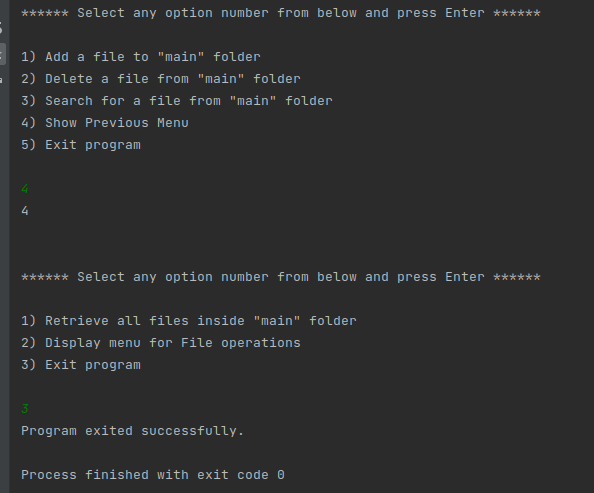 ****** Select any option number from below and press Enter ******
1) Add a file to "main" folder
2) Delete a file from "main" folder
3) Search for a file from "main" folder
4) Show Previous Menu
5) Exit program
4
4
****** Select any option number from below and press Enter ******
1) Retrieve all files inside "main" folder
2) Display menu for File operations
3) Exit program
3
Program exited successfully.
Process finished with exit code 0